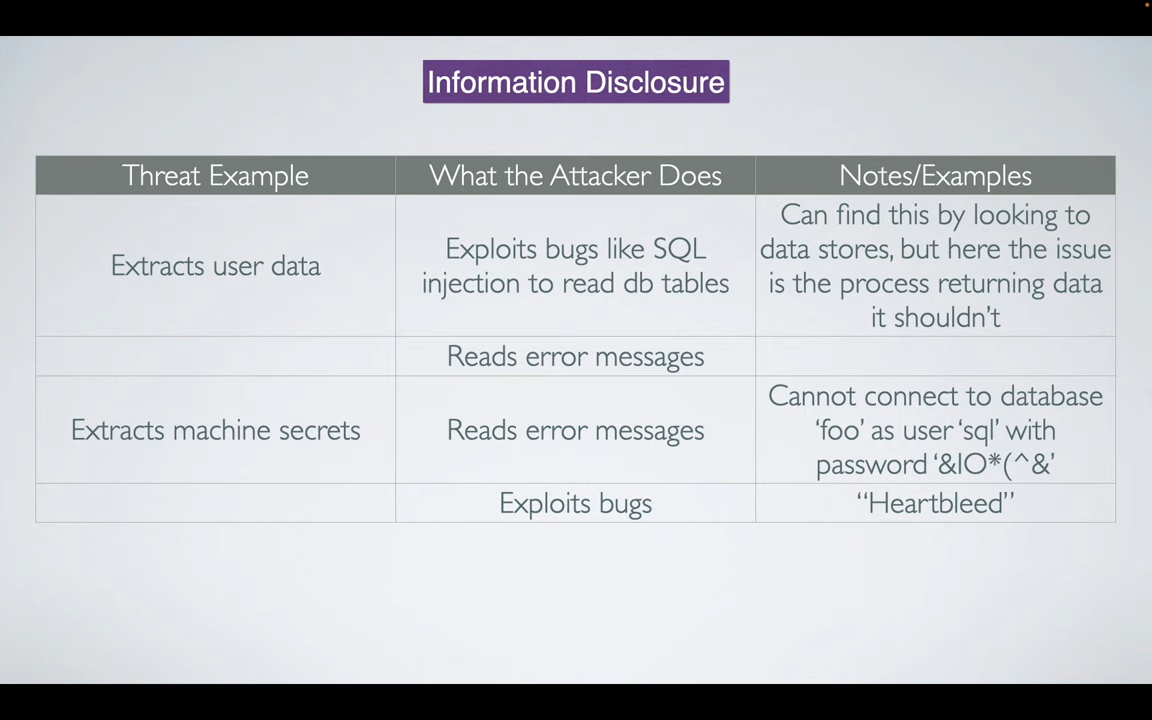 Information Disclosure
Threat Example
What the Attacker Does
Notes/Examples
Extracts user data
Exploits bugs like SQL
injection to read db tables
Can find this by looking to
data stores, but here the issue
is the process returning data
it shouldn’t
Reads error messages
Extracts machine secrets
Reads error messages
Cannot connect to database
‘foo’ as user ‘sql’ with
password ‘&IO*(^&’
Exploits bugs
“Heartbleed”